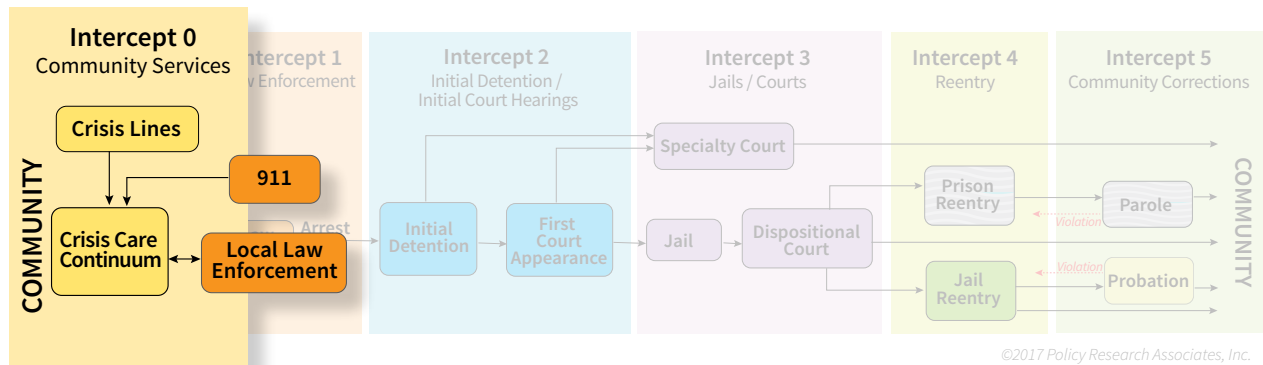 Intercept 0
Community Services
COMMUNITY
Crisis Lines
911
Crisis Care
Continuum
Local Law
Enforcement
ntercept 1
w Enforcement
Arrest
Intercept 2
Initial Detention /
Initial Court Hearings
Initial
Detention
First
Court
Appearance
Intercept 3
Jails / Courts
Specialty Court
Jail
Dispositional
Court
Intercept 4
Reentry
Prison
Reentry
Jail
Reentry
Intercept 5
Community Corrections
Parole
Violation
Violation
Probation
COMMUNITY
©2017 Policy Research Associates, Inc.